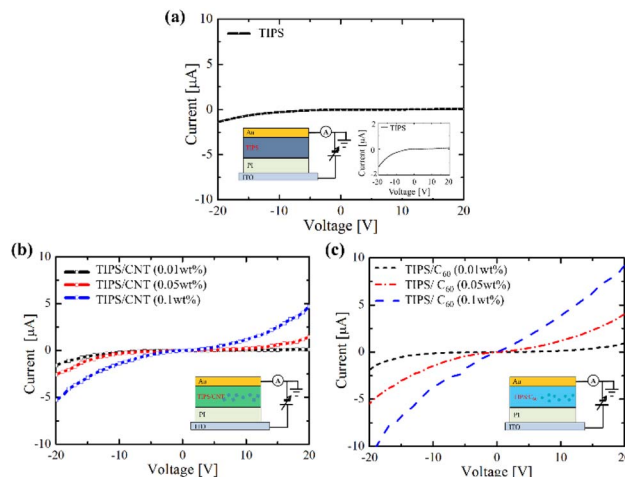 (a)
TIPS
Current [μA]
10
5
0
-5
-10
Au
TIPS
PI
ITO
A
TIPS
Current [μA]
2
0
-2
-20 -10 0 10 20
Voltage [V]
-20 -10 0 10 20
Voltage [V]
(b)
TIPS/CNT (0.01wt%)
TIPS/CNT (0.05wt%)
TIPS/CNT (0.1wt%)
Current [μA]
10
5
0
-5
-10
Au
TIPS/CNT
PI
ITO
A
-20 -10 0 10 20
Voltage [V]
(c)
TIPS/C60 (0.01wt%)
TIPS/ C60 (0.05wt%)
TIPS/ C60 (0.1wt%)
Current [μA]
10
5
0
-5
-10
Au
TIPS/C60
PI
ITO
A
-20 -10 0 10 20
Voltage [V]